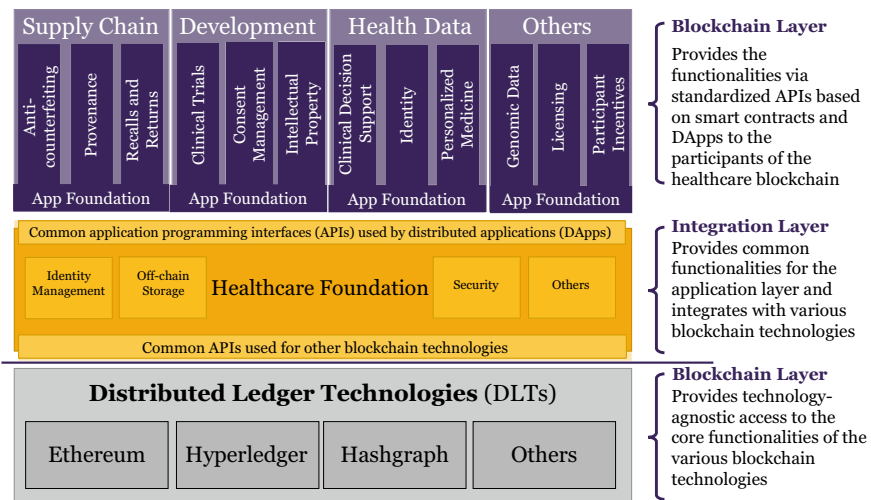 Supply Chain
Anti-
counterfeiting
Provenance
Recalls and
Returns
App Foundation
Development
Clinical Trials
Consent
Management
Intellectual
Property
App Foundation
Health Data
Clinical Decision
Support
Identity
Personalized
Medicine
App Foundation
Others
Genomic Data
Licensing
Participant
Incentives
App Foundation
Blockchain Layer
Provides the
functionalities via
standardized APIs based
on smart contracts and
DApps to the
participants of the
healthcare blockchain
Common application programming interfaces (APIs) used by distributed applications (DApps)
Identity
Management
Off-chain
Storage
Healthcare Foundation
Security
Others
Common APIs used for other blockchain technologies
Integration Layer
Provides common
functionalities for the
application layer and
integrates with various
blockchain technologies
Distributed Ledger Technologies (DLTs)
Ethereum
Hyperledger
Hashgraph
Others
Blockchain Layer
Provides technology-
agnostic access to the
core functionalities of the
various blockchain
technologies